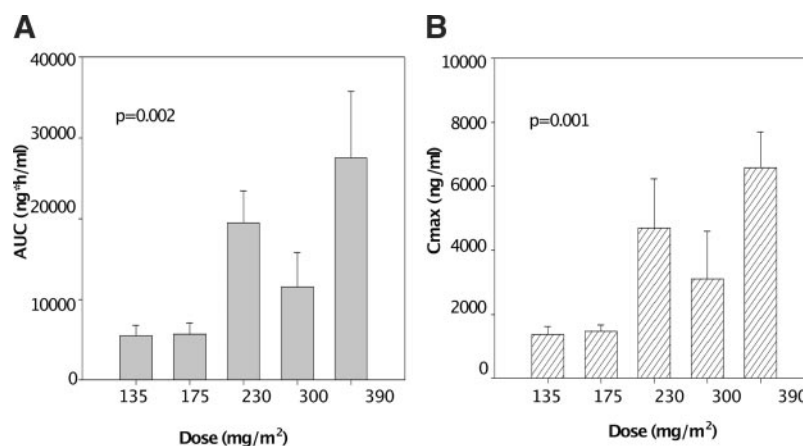 A
AUC (ng*h/ml)
40000
30000
20000
10000
0
p=0.002
135 175 230 300 390
Dose (mg/m²)
B
Cmax (ng/ml)
10000
8000
6000
4000
2000
0
p=0.001
135 175 230 300 390
Dose (mg/m²)